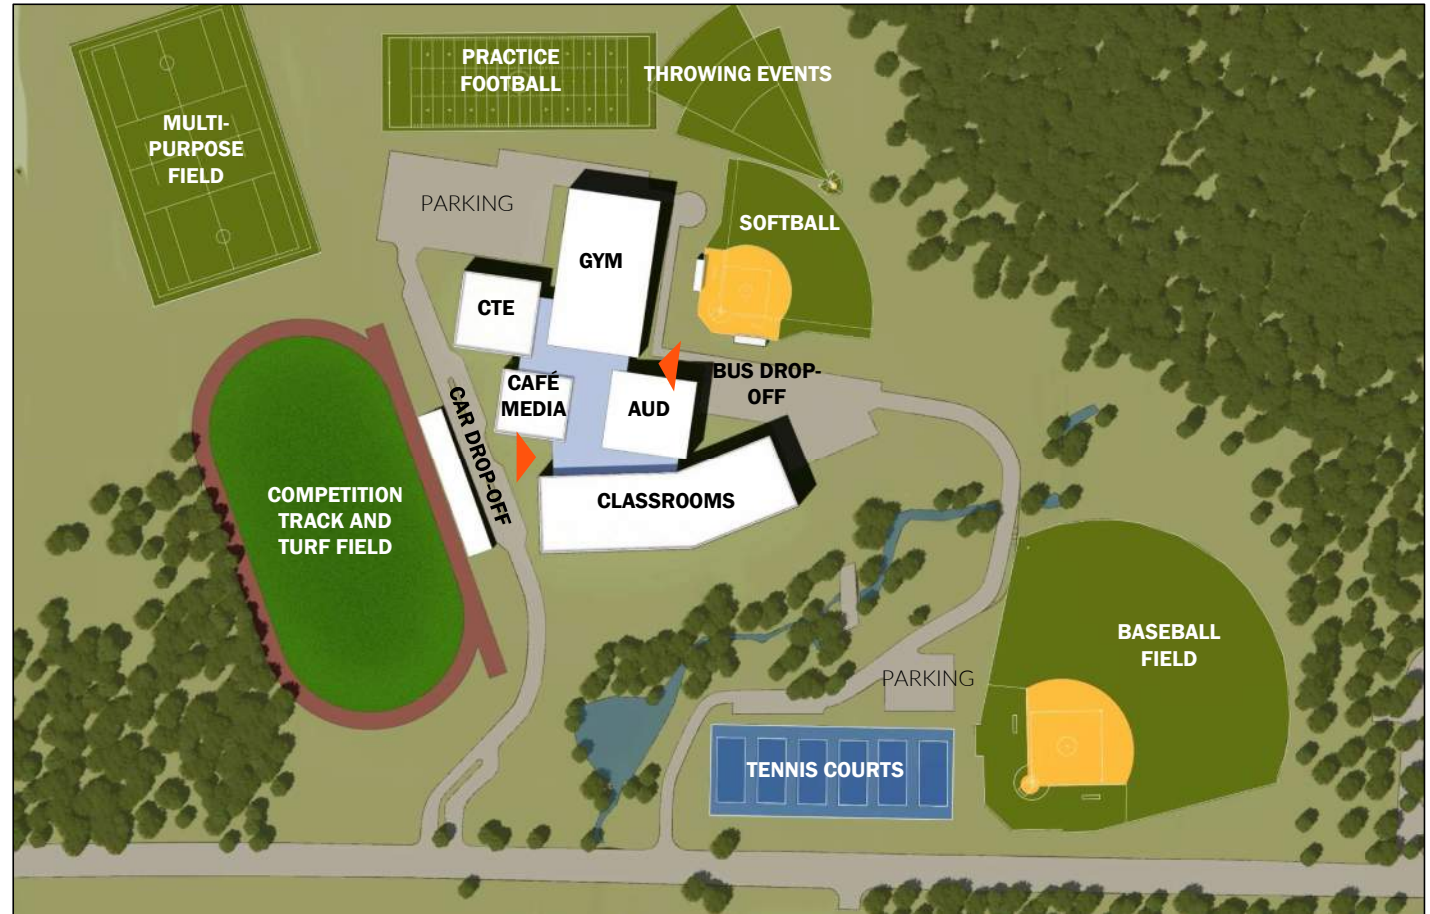 PRACTICE
FOOTBALL
THROWING EVENTS
MULTI-
PURPOSE
FIELD
PARKING
SOFTBALL
GYM
CTE
CAFÉ
MEDIA
AUD
BUS DROP-
OFF
CAR DROP-OFF
CLASSROOMS
COMPETITION
TRACK AND
TURF FIELD
BASEBALL
FIELD
PARKING
TENNIS COURTS